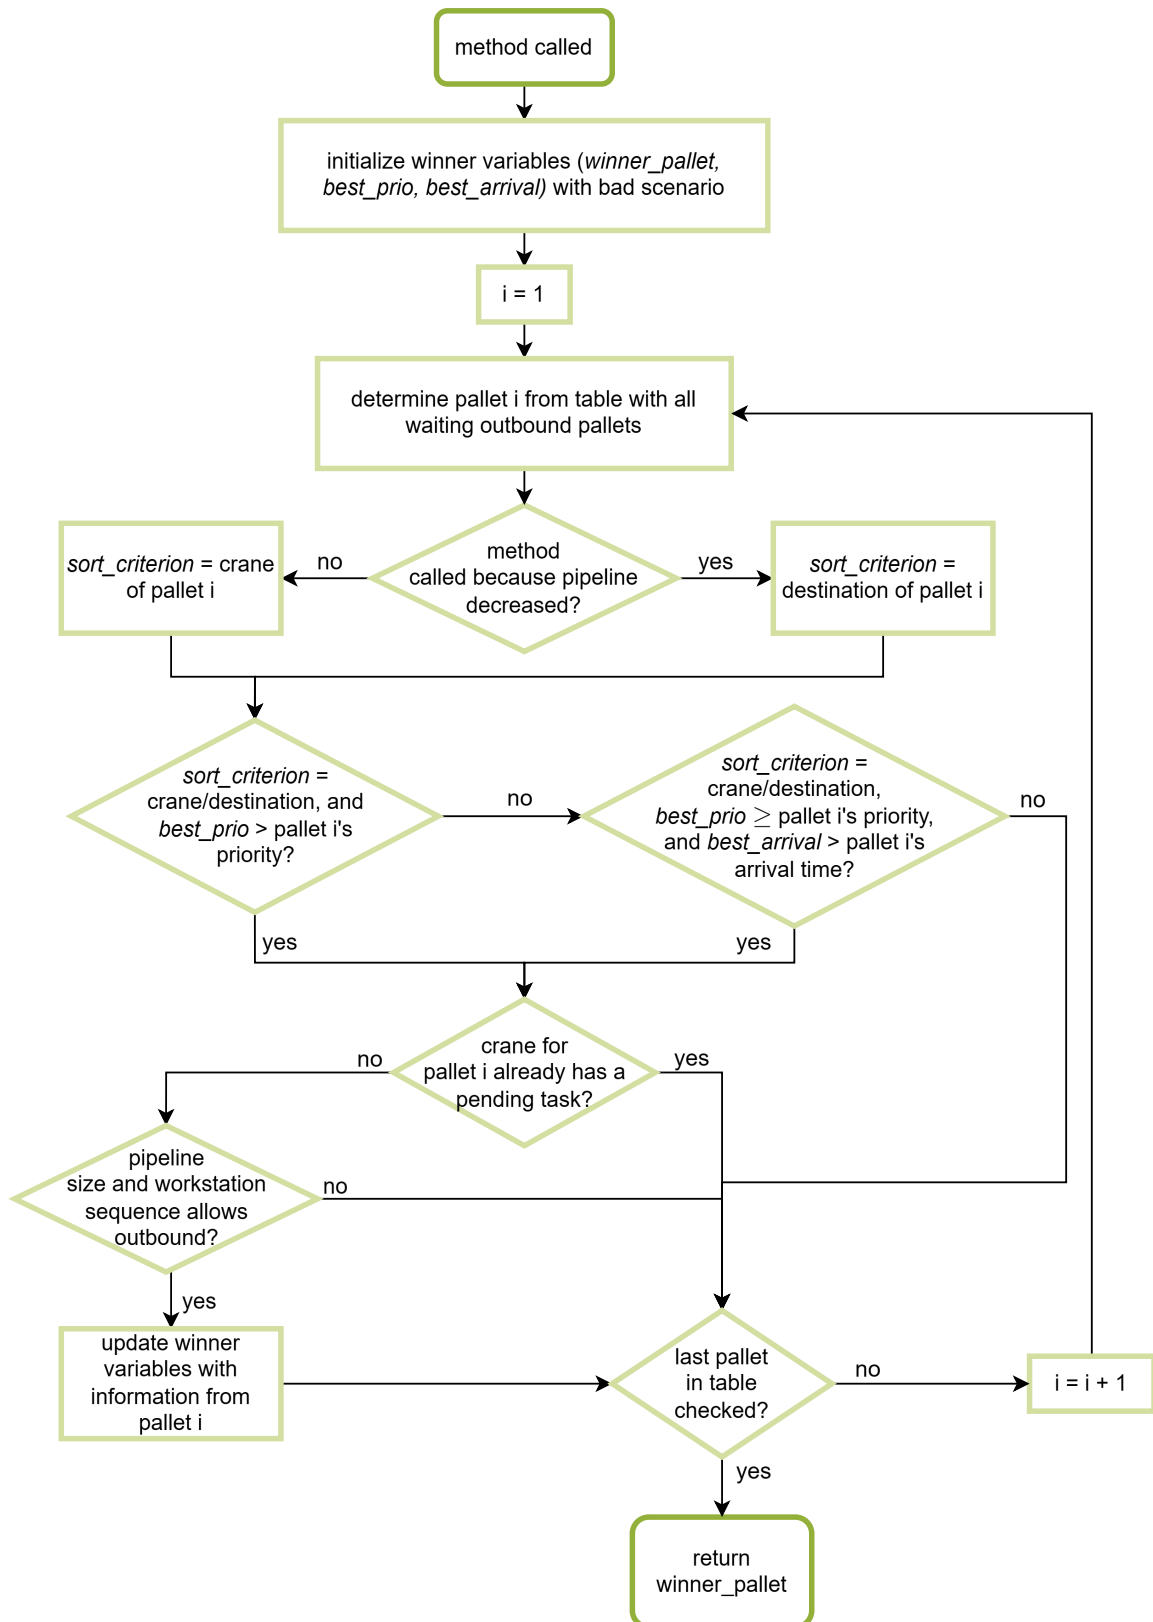 method called
initialize winner variables (winner_pallet,
best_prio, best_arrival) with bad scenario
i = 1
determine pallet i from table with all
waiting outbound pallets
sort_criterion = crane
of pallet i
no
method
called because pipeline
decreased?
yes
sort_criterion =
destination of pallet i
sort_criterion =
crane/destination, and
best_prio > pallet i's
priority?
no
sort_criterion =
crane/destination,
best_prio ≥ pallet i's priority,
and best_arrival > pallet i's
arrival time?
no
yes
yes
no
crane for
pallet i already has a
pending task?
yes
pipeline
size and workstation
sequence allows
outbound?
no
yes
update winner
variables with
information from
pallet i
last pallet
in table
checked?
no
i = i + 1
yes
return
winner_pallet